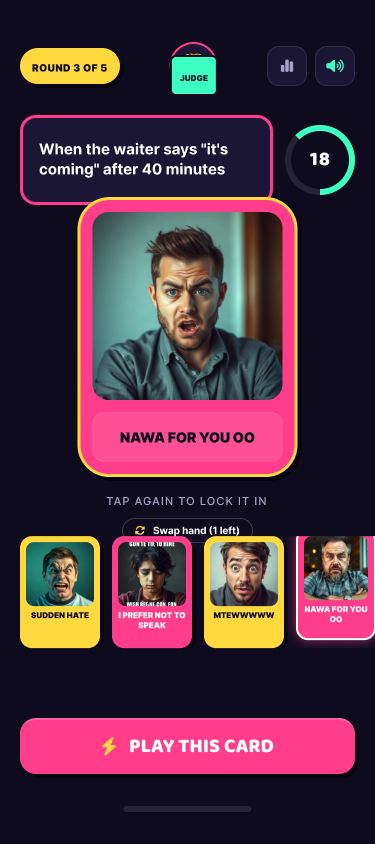 ROUND 3 OF 5
JUDGE
When the waiter says "it's
coming" after 40 minutes
18
NAWA FOR YOU OO
TAP AGAIN TO LOCK IT IN
Swap hand (1 left)
SUDDEN HATE
I PREFER NOT TO
SPEAK
MTEWWWWW
NAWA FOR YOU
OO
PLAY THIS CARD